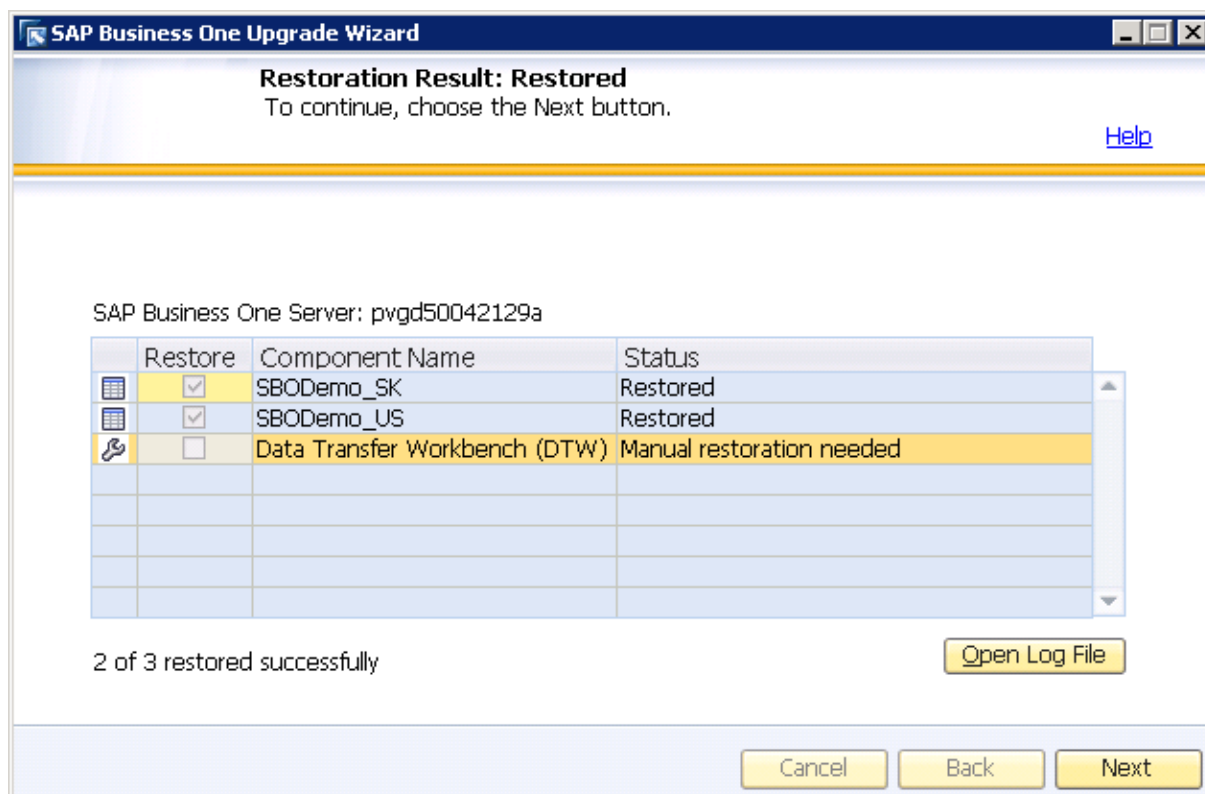 SAP Business One Upgrade Wizard
Restoration Result: Restored
To continue, choose the Next button.
Help
SAP Business One Server: pvgd50042129a
Restore Component Name Status
SBODemo_SK Restored
SBODemo_US Restored
Data Transfer Workbench (DTW) Manual restoration needed
2 of 3 restored successfully
Open Log File
Cancel Back Next